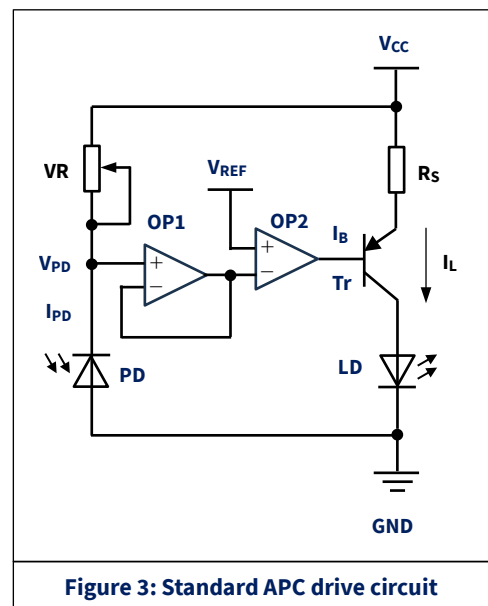 VCC
VR
RS
VREF
OP1
OP2
IB
IL
VPD
+
−
+
−
Tr
IPD
PD
LD
GND
Figure 3: Standard APC drive circuit